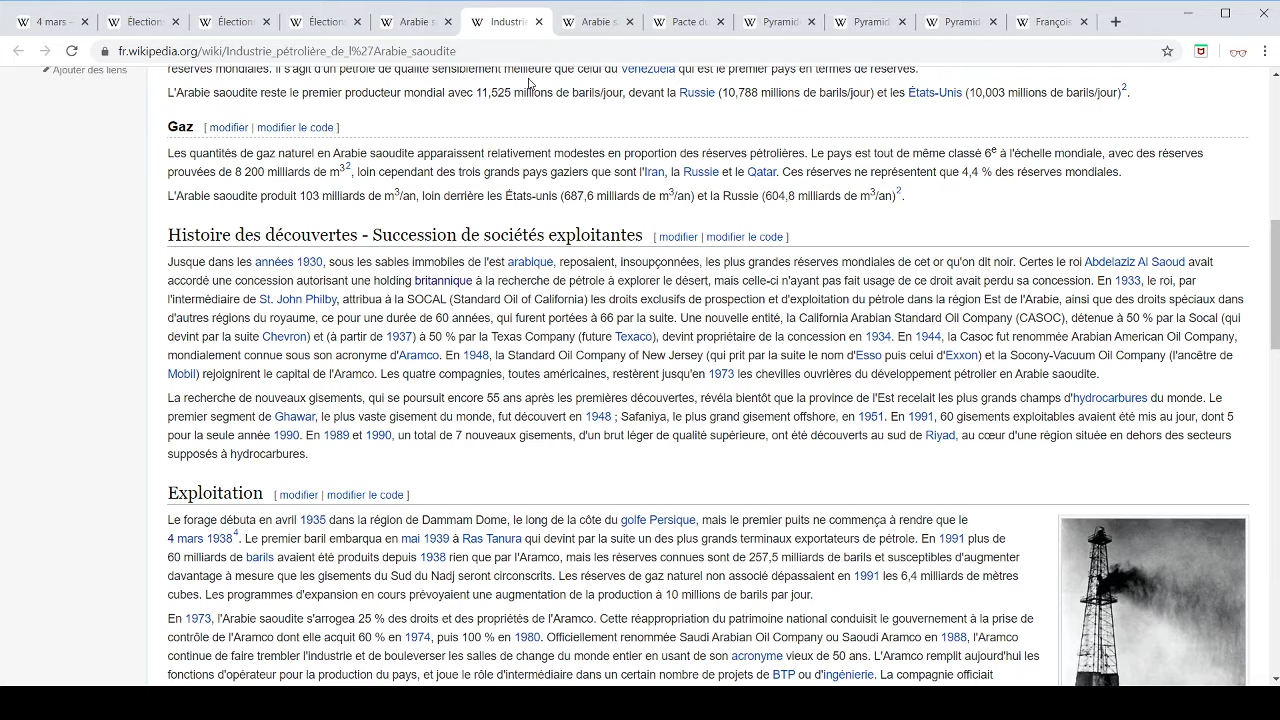 4 mars –
Élection:
Élection:
Élection:
Arabie s
Industrie
Arabie s
Pacte du
Pyramid
Pyramid
Pyramid
François
fr.wikipedia.org/wiki/Industrie_pétrolière_de_l%27Arabie_saoudite
Ajouter des liens
réserves mondiales. Il s'agit d'un pétrole de qualité sensiblement meilleure que celui du Venezuela qui est le premier pays en termes de réserves.
L'Arabie saoudite reste le premier producteur mondial avec 11,525 millions de barils/jour, devant la Russie (10,788 millions de barils/jour) et les États-Unis (10,003 millions de barils/jour)2.
Gaz [ modifier | modifier le code ]
Les quantités de gaz naturel en Arabie saoudite apparaissent relativement modestes en proportion des réserves pétrolières. Le pays est tout de même classé 6e à l'échelle mondiale, avec des réserves
prouvées de 8 200 milliards de m3 2, loin cependant des trois grands pays gaziers que sont l'Iran, la Russie et le Qatar. Ces réserves ne représentent que 4,4 % des réserves mondiales.
L'Arabie saoudite produit 103 milliards de m3/an, loin derrière les États-unis (687,6 milliards de m3/an) et la Russie (604,8 milliards de m3/an)2.
Histoire des découvertes - Succession de sociétés exploitantes [ modifier | modifier le code ]
Jusque dans les années 1930, sous les sables immobiles de l'est arabique, reposaient, insoupçonnées, les plus grandes réserves mondiales de cet or qu'on dit noir. Certes le roi Abdelaziz Al Saoud avait
accordé une concession autorisant une holding britannique à la recherche de pétrole à explorer le désert, mais celle-ci n'ayant pas fait usage de ce droit avait perdu sa concession. En 1933, le roi, par
l'intermédiaire de St. John Philby, attribua à la SOCAL (Standard Oil of California) les droits exclusifs de prospection et d'exploitation du pétrole dans la région Est de l'Arabie, ainsi que des droits spéciaux dans
d'autres régions du royaume, ce pour une durée de 60 années, qui furent portées à 66 par la suite. Une nouvelle entité, la California Arabian Standard Oil Company (CASOC), détenue à 50 % par la Socal (qui
devint par la suite Chevron) et (à partir de 1937) à 50 % par la Texas Company (future Texaco), devint propriétaire de la concession en 1934. En 1944, la Casoc fut renommée Arabian American Oil Company,
mondialement connue sous son acronyme d'Aramco. En 1948, la Standard Oil Company of New Jersey (qui prit par la suite le nom d'Esso puis celui d'Exxon) et la Socony-Vacuum Oil Company (l'ancêtre de
Mobil) rejoignirent le capital de l'Aramco. Les quatre compagnies, toutes américaines, restèrent jusqu'en 1973 les chevilles ouvrières du développement pétrolier en Arabie saoudite.
La recherche de nouveaux gisements, qui se poursuit encore 55 ans après les premières découvertes, révéla bientôt que la province de l'Est recelait les plus grands champs d'hydrocarbures du monde. Le
premier segment de Ghawar, le plus vaste gisement du monde, fut découvert en 1948 ; Safaniya, le plus grand gisement offshore, en 1951. En 1991, 60 gisements exploitables avaient été mis au jour, dont 5
pour la seule année 1990. En 1989 et 1990, un total de 7 nouveaux gisements, d'un brut léger de qualité supérieure, ont été découverts au sud de Riyad, au cœur d'une région située en dehors des secteurs
supposés à hydrocarbures.
Exploitation [ modifier | modifier le code ]
Le forage débuta en avril 1935 dans la région de Dammam Dome, le long de la côte du golfe Persique, mais le premier puits ne commença à rendre que le
4 mars 1938 4. Le premier baril embarqua en mai 1939 à Ras Tanura qui devint par la suite un des plus grands terminaux exportateurs de pétrole. En 1991 plus de
60 milliards de barils avaient été produits depuis 1938 rien que par l'Aramco, mais les réserves connues sont de 257,5 milliards de barils et susceptibles d'augmenter
davantage à mesure que les gisements du Sud du Nadj seront circonscrits. Les réserves de gaz naturel non associé dépassaient en 1991 les 6,4 milliards de mètres
cubes. Les programmes d'expansion en cours prévoyaient une augmentation de la production à 10 millions de barils par jour.
En 1973, l'Arabie saoudite s'arrogea 25 % des droits et des propriétés de l'Aramco. Cette réappropriation du patrimoine national conduisit le gouvernement à la prise de
contrôle de l'Aramco dont elle acquit 60 % en 1974, puis 100 % en 1980. Officiellement renommée Saudi Arabian Oil Company ou Saoudi Aramco en 1988, l'Aramco
continue de faire trembler l'industrie et de bouleverser les salles de change du monde entier en usant de son acronyme vieux de 50 ans. L'Aramco remplit aujourd'hui les
fonctions d'opérateur pour la production du pays, et joue le rôle d'intermédiaire dans un certain nombre de projets de BTP ou d'ingénierie. La compagnie officiait